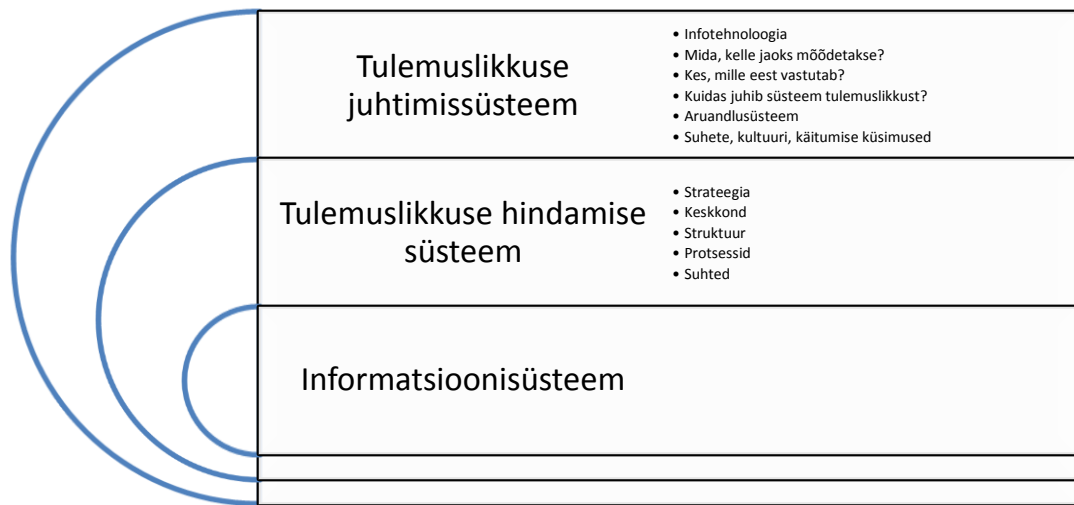 Tulemuslikkuse
juhtimissüsteem
• Infotehnoloogia
• Mida, kelle jaoks mõõdetakse?
• Kes, mille eest vastutab?
• Kuidas juhib süsteem tulemuslikkust?
• Aruandlusüsteem
• Suhete, kultuuri, käitumise küsimused
Tulemuslikkuse hindamise
süsteem
• Strateegia
• Keskkond
• Struktuur
• Protsessid
• Suhted
Informatsioonisüsteem